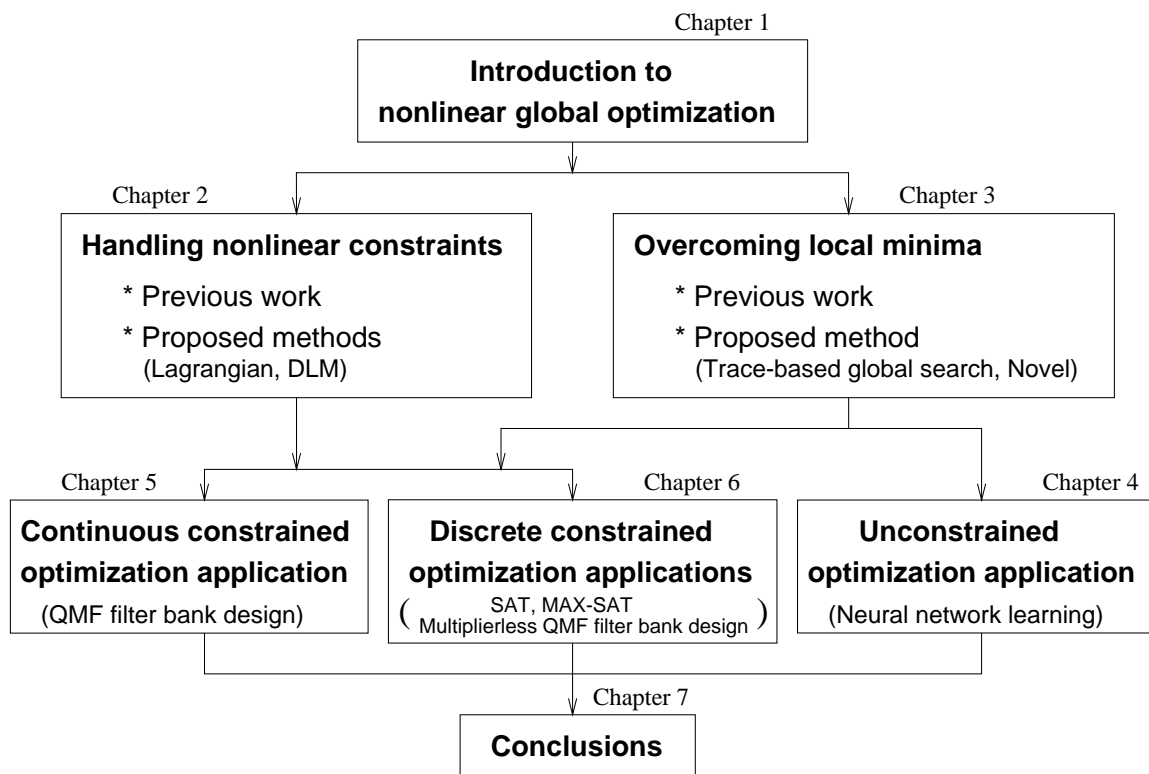 Chapter 1
Introduction to
nonlinear global optimization
Chapter 2
Handling nonlinear constraints
* Previous work
* Proposed methods
(Lagrangian, DLM)
Chapter 3
Overcoming local minima
* Previous work
* Proposed method
(Trace-based global search, Novel)
Chapter 5
Continuous constrained
optimization application
(QMF filter bank design)
Chapter 6
Discrete constrained
optimization applications
( SAT, MAX-SAT
Multiplierless QMF filter bank design )
Chapter 4
Unconstrained
optimization application
(Neural network learning)
Chapter 7
Conclusions